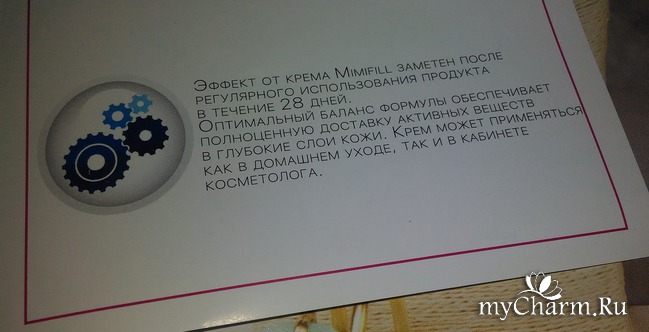 Эффект от крема Mimifill заметен после
регулярного использования продукта
в течение 28 дней.
Оптимальный баланс формулы обеспечивает
полноценную доставку активных веществ
в глубокие слои кожи. Крем может применяться
как в домашнем уходе, так и в кабинете
косметолога.
myCharm.Ru